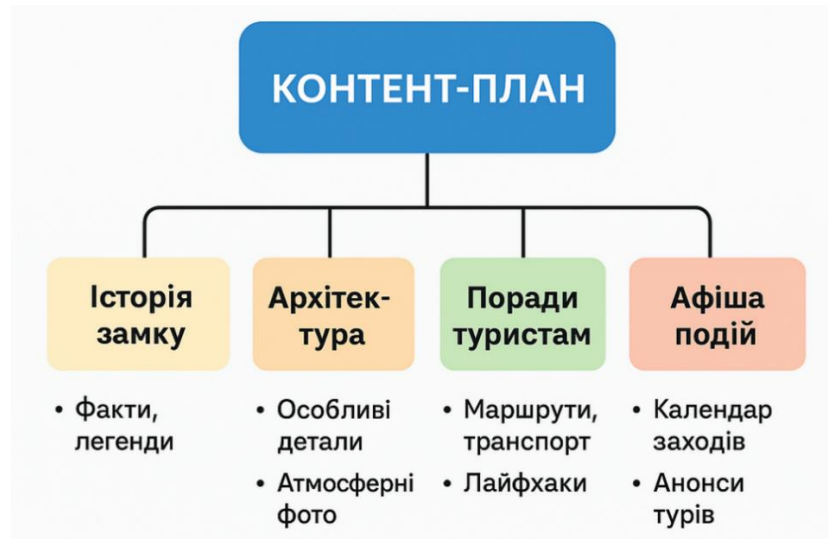 КОНТЕНТ-ПЛАН
Історія
замку
• Факти,
легенди
Архітек-
тура
• Особливі
детали
• Атмосферні
фото
Поради
туристам
• Маршрути,
транспорт
• Лайфхаки
Афіша
подій
• Календар
заходів
• Анонси
турів